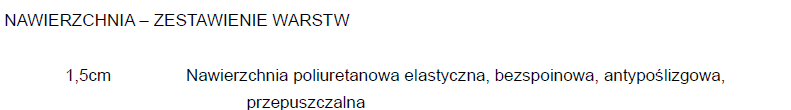 NAWIERZCHNIA – ZESTAWIENIE WARSTW
1,5cm Nawierzchnia poliuretanowa elastyczna, bezspoinowa, antypoślizgowa,
przepuszczalna